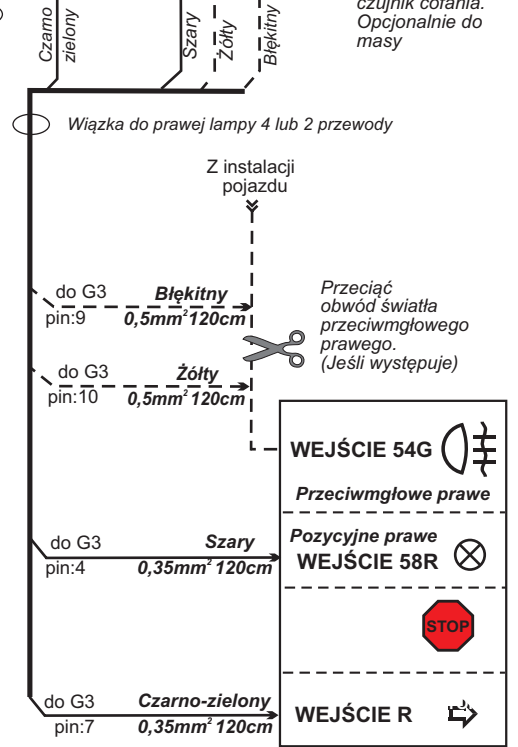 czujnik cofania.
Opcjonalnie do
masy
Czarno
zielony
Szary
Żółty
Błękitny
Wiązka do prawej lampy 4 lub 2 przewody
Z instalacji
pojazdu
do G3 Błękitny
pin:9 0,5mm² 120cm
Przeciąć
obwód światła
przeciwmgłowego
prawego.
(Jeśli występuje)
do G3 Żółty
pin:10 0,5mm² 120cm
WEJŚCIE 54G
Przeciwmgłowe prawe
do G3 Szary
pin:4 0,35mm² 120cm
Pozycyjne prawe
WEJŚCIE 58R
STOP
do G3 Czarno-zielony
pin:7 0,35mm² 120cm
WEJŚCIE R